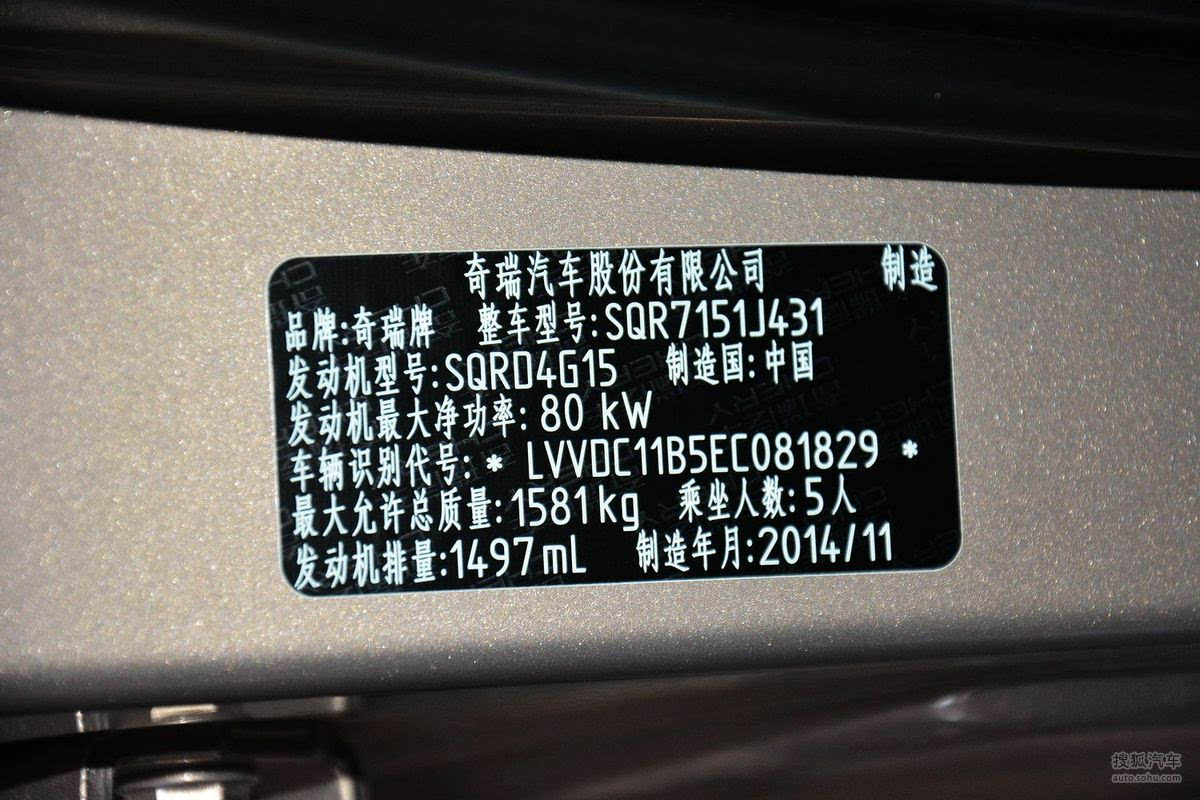 奇瑞汽车股份有限公司 制造
品牌:奇瑞牌 整车型号:SQR7151J431
发动机型号:SQRD4G15 制造国:中国
发动机最大净功率: 80 kW
车辆识别代号: * LVVDC11B5EC081829 *
最大允许总质量:1581kg 乘坐人数:5人
发动机排量:1497mL 制造年月:2014/11
搜狐汽车
auto.sohu.com